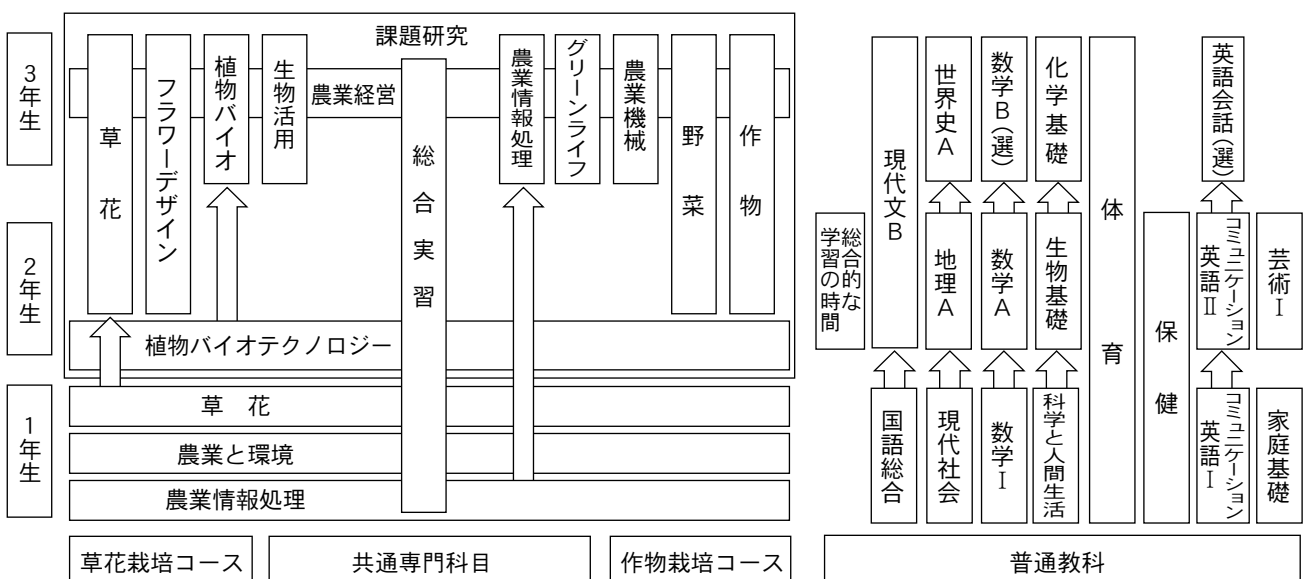 課題研究
3年生
草花
フラワーデザイン
植物バイオ
生物活用
農業経営
総合実習
農業情報処理
グリーンライフ
農業機械
野菜
作物
2年生
植物バイオテクノロジー
1年生
草花
農業と環境
農業情報処理
草花栽培コース
共通専門科目
作物栽培コース
総合的な
学習の時間
現代文B
国語総合
世界史A
地理A
現代社会
数学B(選)
数学A
数学Ⅰ
化学基礎
生物基礎
科学と人間生活
体育
保健
英語会話(選)
コミュニケーション
英語Ⅱ
コミュニケーション
英語Ⅰ
芸術Ⅰ
家庭基礎
普通教科